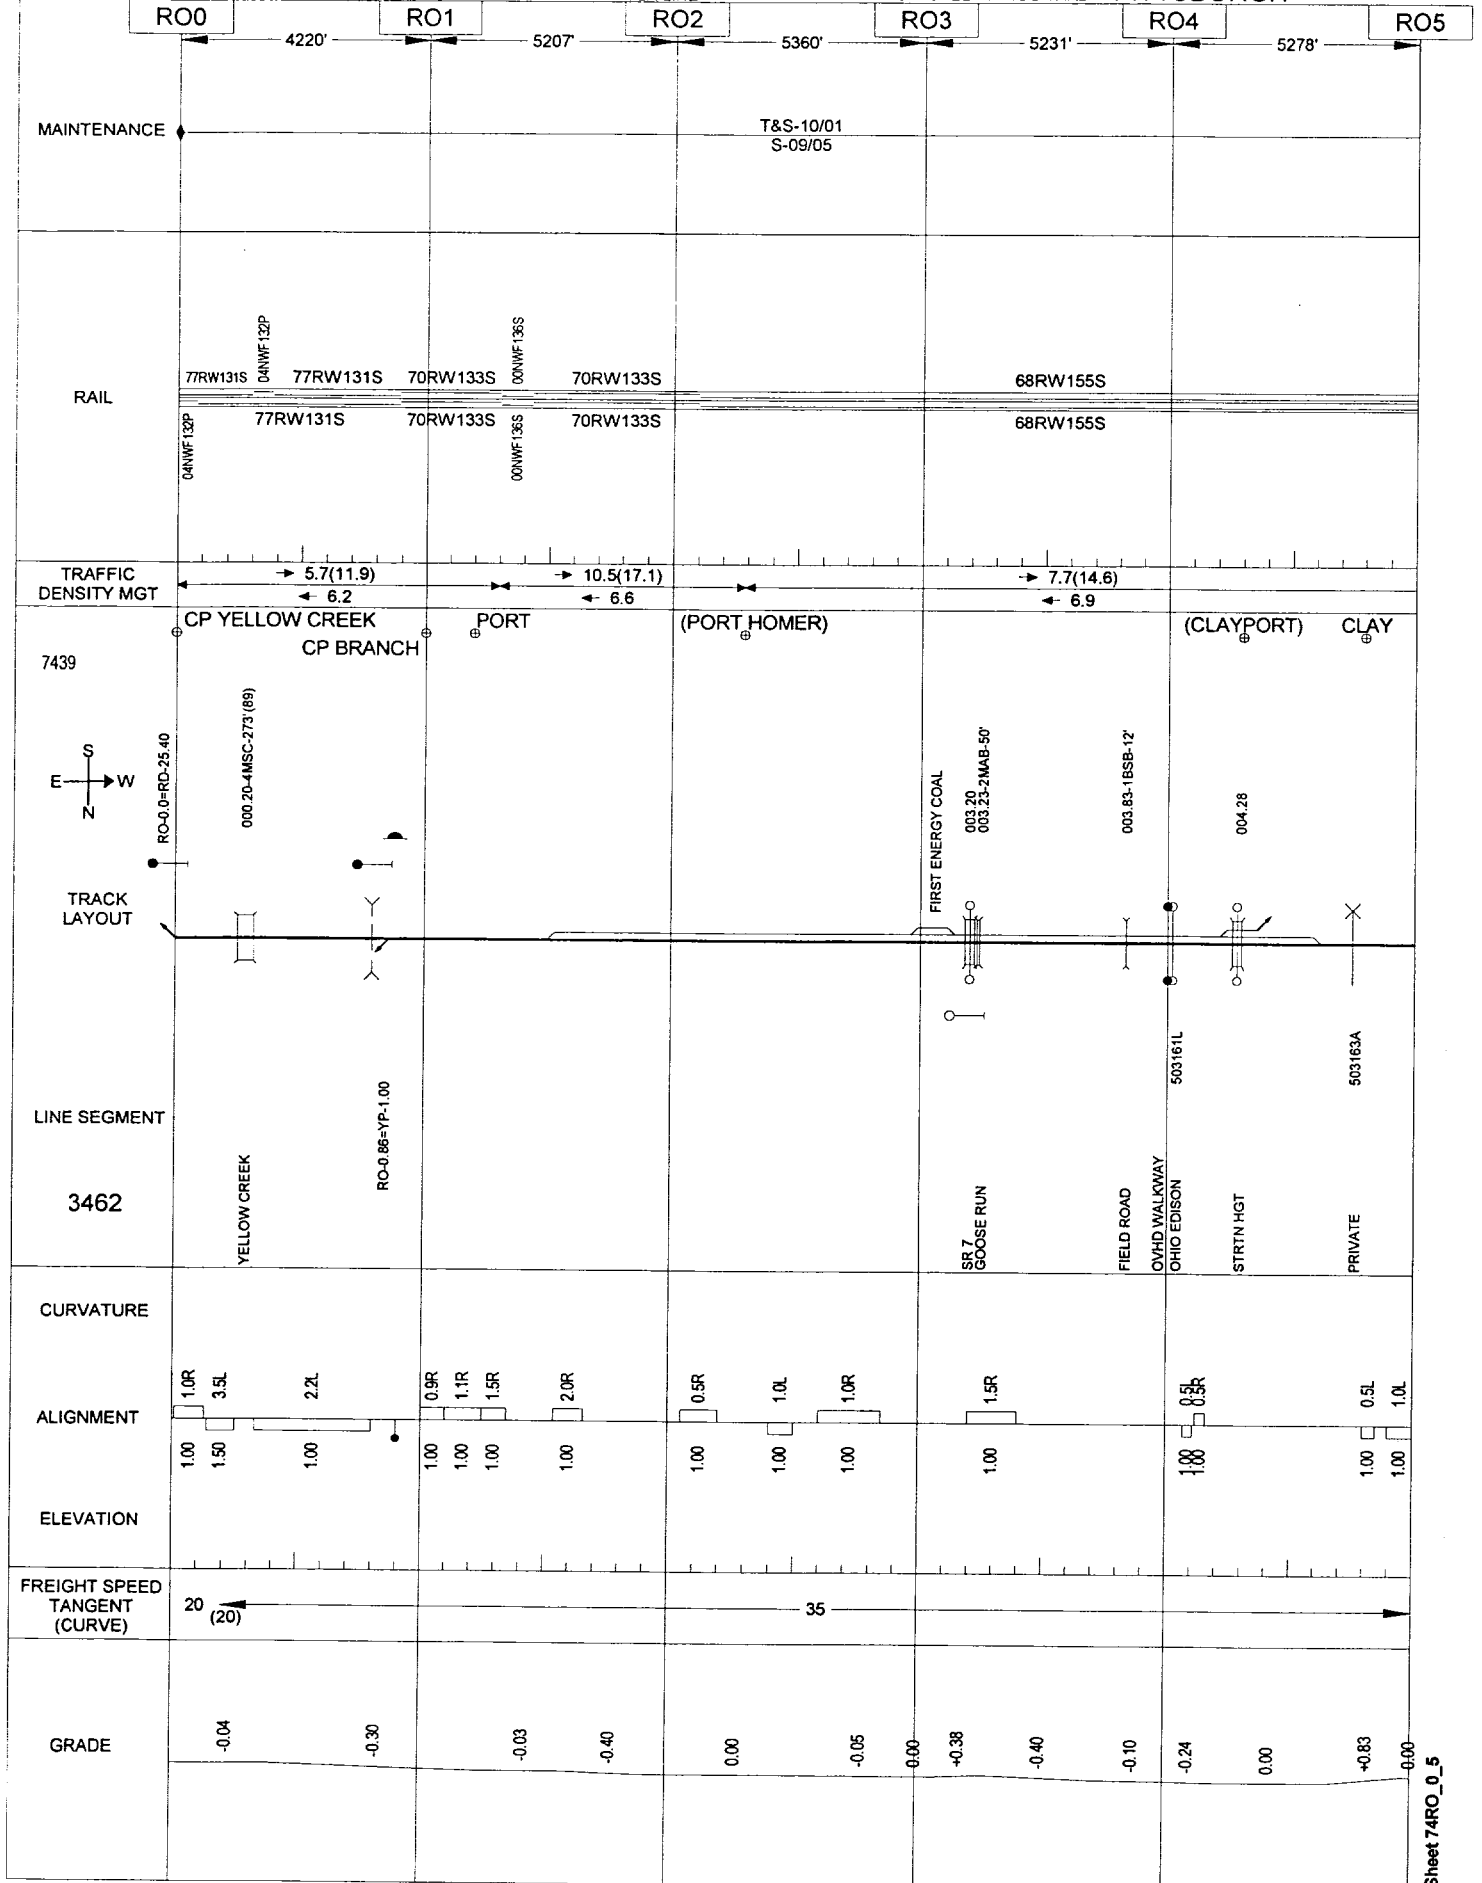 RO0 RO1 RO2 RO3 RO4 RO5
4220' 5207' 5360' 5231' 5278'
MAINTENANCE
T&S-10/01
S-09/05
RAIL
77RW131S 04NWF132P 77RW131S 70RW133S 00NWF136S 70RW133S 68RW155S
04NWF132P 77RW131S 70RW133S 00NWF136S 70RW133S 68RW155S
TRAFFIC
DENSITY MGT
5.7(11.9) 10.5(17.1) 7.7(14.6)
6.2 6.6 6.9
CP YELLOW CREEK PORT (PORT HOMER) (CLAYPORT) CLAY
CP BRANCH
7439
S
E W
N
RO-0.0=RD-25.40
000.20-4MSC-273'(89)
FIRST ENERGY COAL
003.20
003.23-2MAB-50'
003.83-1BSB-12'
004.28
TRACK
LAYOUT
LINE SEGMENT
3462
YELLOW CREEK
RO-0.86=YP-1.00
SR 7
GOOSE RUN
FIELD ROAD
OVHD WALKWAY
OHIO EDISON
503161L
STRTN HGT
PRIVATE
503163A
CURVATURE
1.0R 3.5L 2.2L 0.9R 1.1R 1.5R 2.0R 0.5R 1.0L 1.0R 1.5R 0.5L 0.5R 0.5L 1.0L
ALIGNMENT
1.00 1.50 1.00 1.00 1.00 1.00 1.00 1.00 1.00 1.00 1.00 1.00 1.00 1.00 1.00
ELEVATION
FREIGHT SPEED
TANGENT
(CURVE)
20 (20) 35
GRADE
-0.04 -0.30 -0.03 -0.40 0.00 -0.05 0.00 +0.38 -0.40 -0.10 -0.24 0.00 +0.83 0.00
Sheet 74RO_0_5